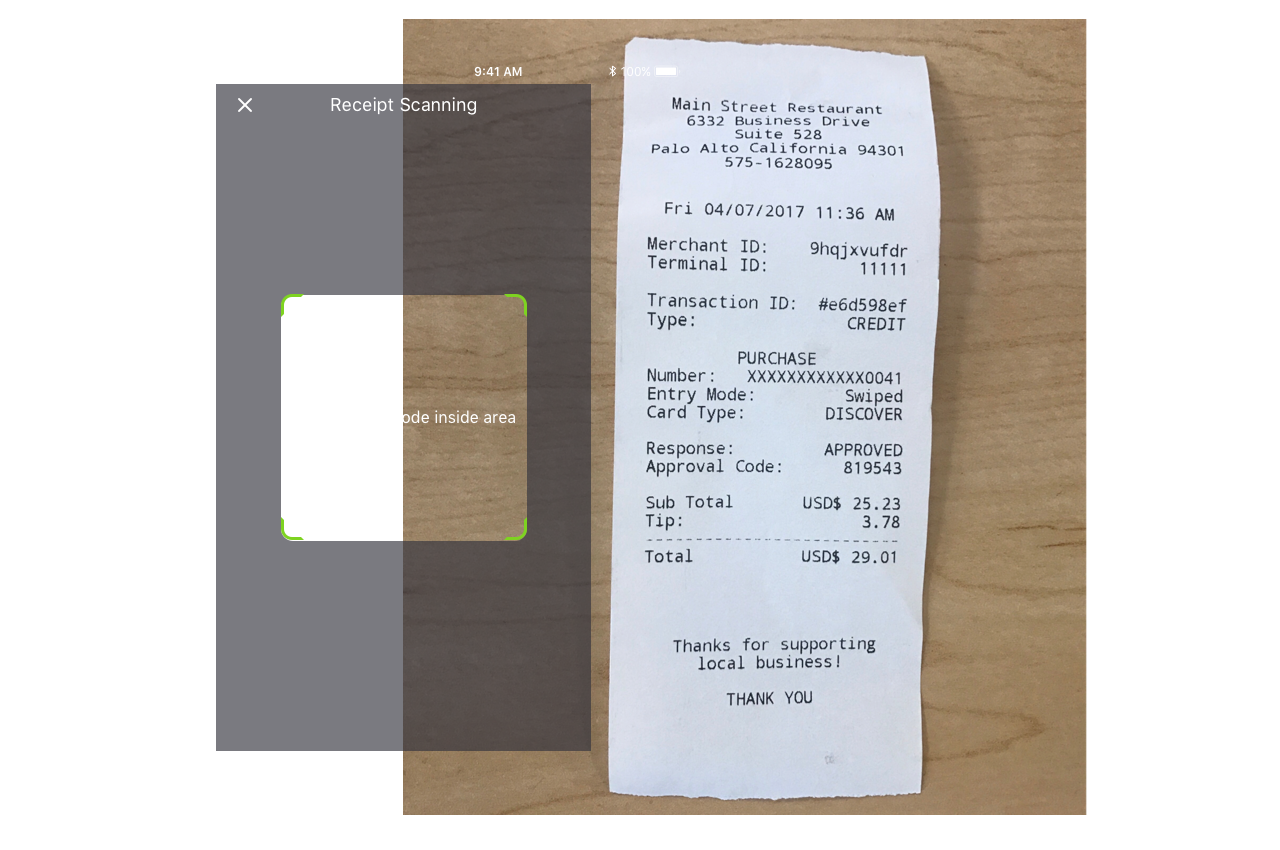 9:41 AM
100%
Receipt Scanning
ode inside area
Main Street Restaurant
6332 Business Drive
Suite 528
Palo Alto California 94301
575-1628095
Fri 04/07/2017 11:36 AM
Merchant ID: 9hqjxvufdr
Terminal ID: 11111
Transaction ID: #e6d598ef
Type: CREDIT
PURCHASE
Number: XXXXXXXXXXXX0041
Entry Mode: Swiped
Card Type: DISCOVER
Response: APPROVED
Approval Code: 819543
Sub Total USD$ 25.23
Tip: 3.78
Total USD$ 29.01
Thanks for supporting
local business!
THANK YOU